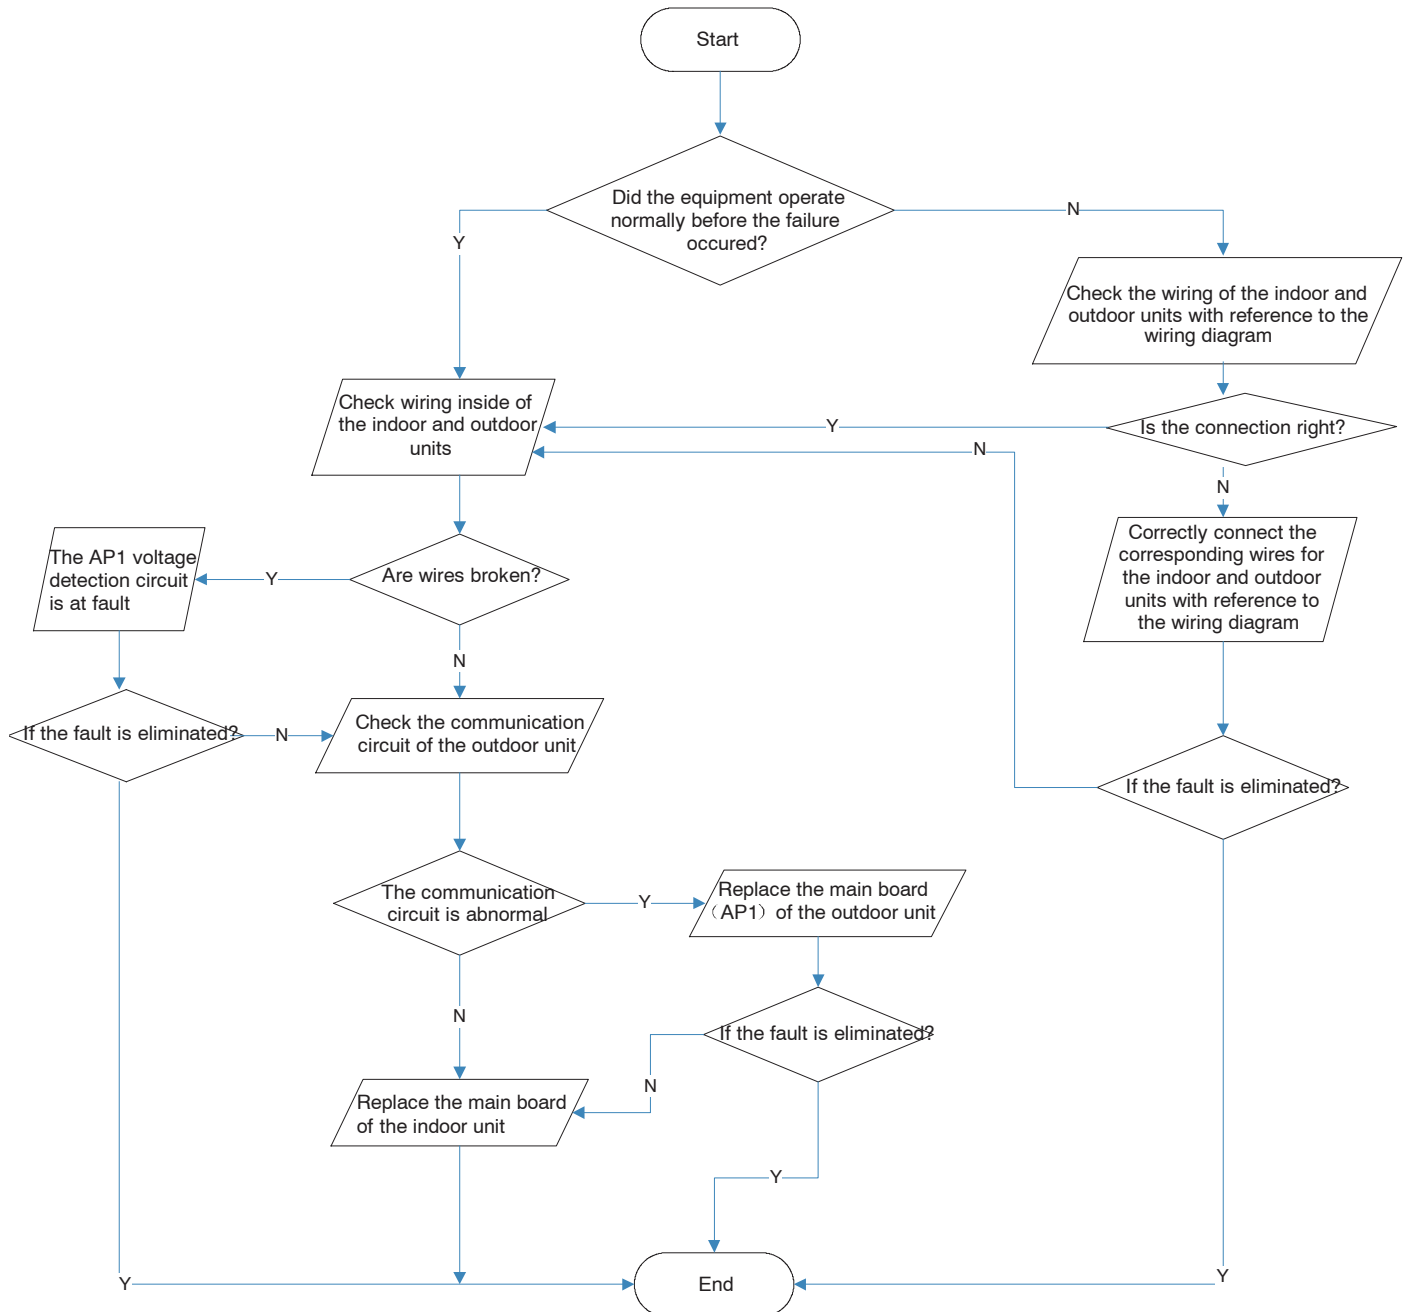 Start
Did the equipment operate
normally before the failure
occured?
Y
N
Check the wiring of the indoor and
outdoor units with reference to the
wiring diagram
Check wiring inside of
the indoor and outdoor
units
Y
Is the connection right?
N
N
Correctly connect the
corresponding wires for
the indoor and outdoor
units with reference to
the wiring diagram
The AP1 voltage
detection circuit
is at fault
Y
Are wires broken?
N
If the fault is eliminated?
N
Check the communication
circuit of the outdoor unit
If the fault is eliminated?
The communication
circuit is abnormal
Y
Replace the main board
（AP1）of the outdoor unit
N
If the fault is eliminated?
N
Replace the main board
of the indoor unit
Y
Y
End
Y